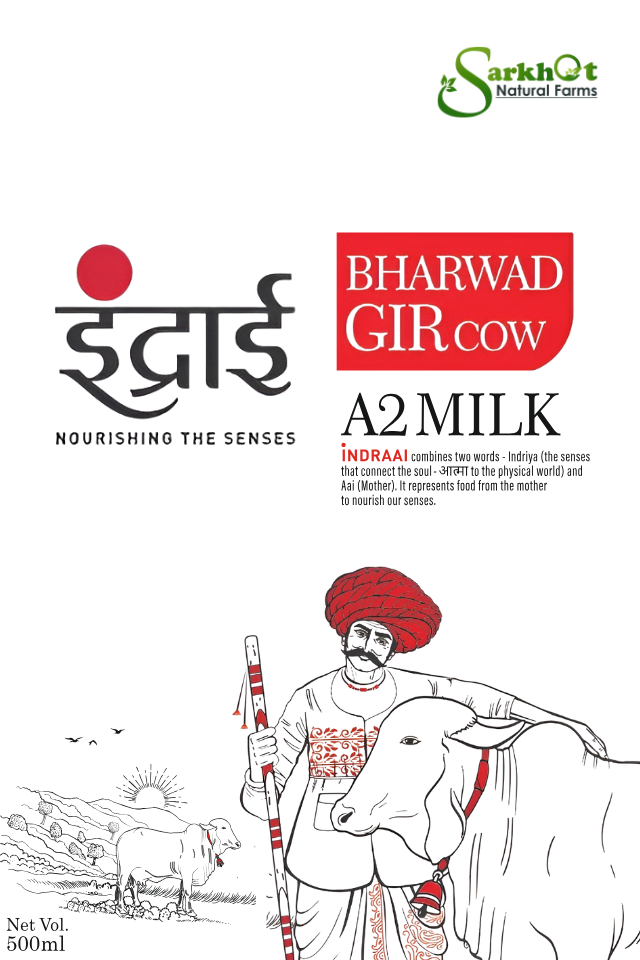 Sarkhot
Natural Farms
इंद्राई
NOURISHING THE SENSES
BHARWAD
GIR COW
A2 MILK
INDRAAI combines two words - Indriya (the senses
that connect the soul - आत्मा to the physical world) and
Aai (Mother). It represents food from the mother
to nourish our senses.
Net Vol.
500ml